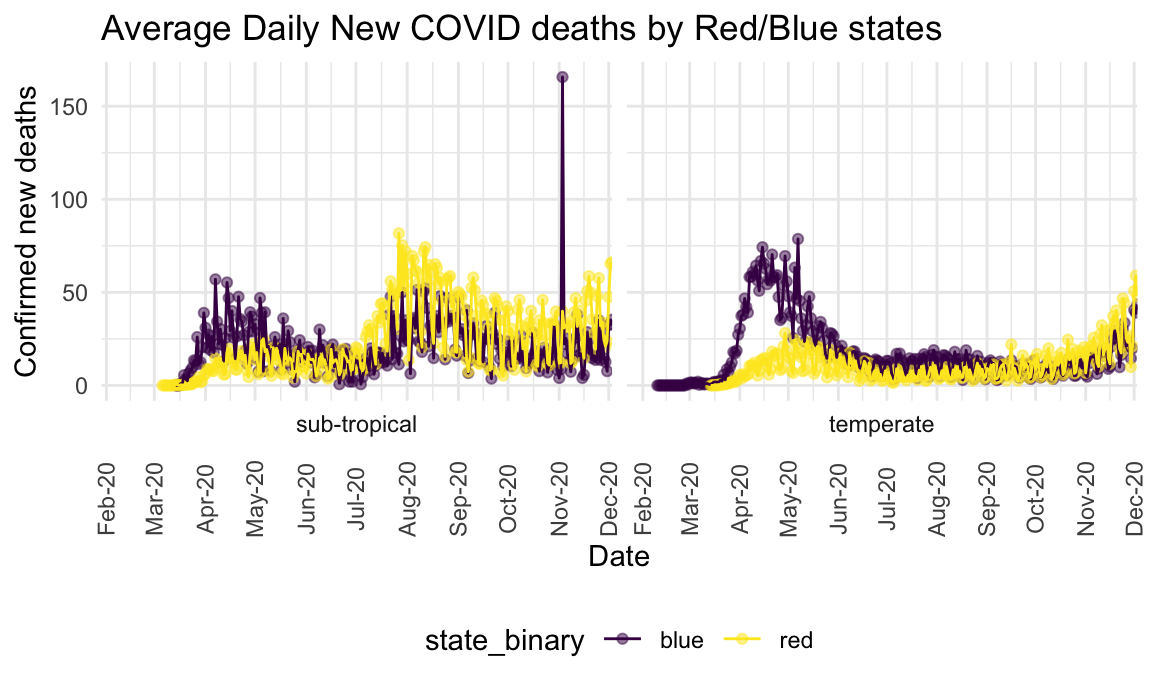 Average Daily New COVID deaths by Red/Blue states
Confirmed new deaths
150
100
50
0
sub-tropical
temperate
Feb-20 Mar-20 Apr-20 May-20 Jun-20 Jul-20 Aug-20 Sep-20 Oct-20 Nov-20 Dec-20
Feb-20 Mar-20 Apr-20 May-20 Jun-20 Jul-20 Aug-20 Sep-20 Oct-20 Nov-20 Dec-20
Date
state_binary blue red